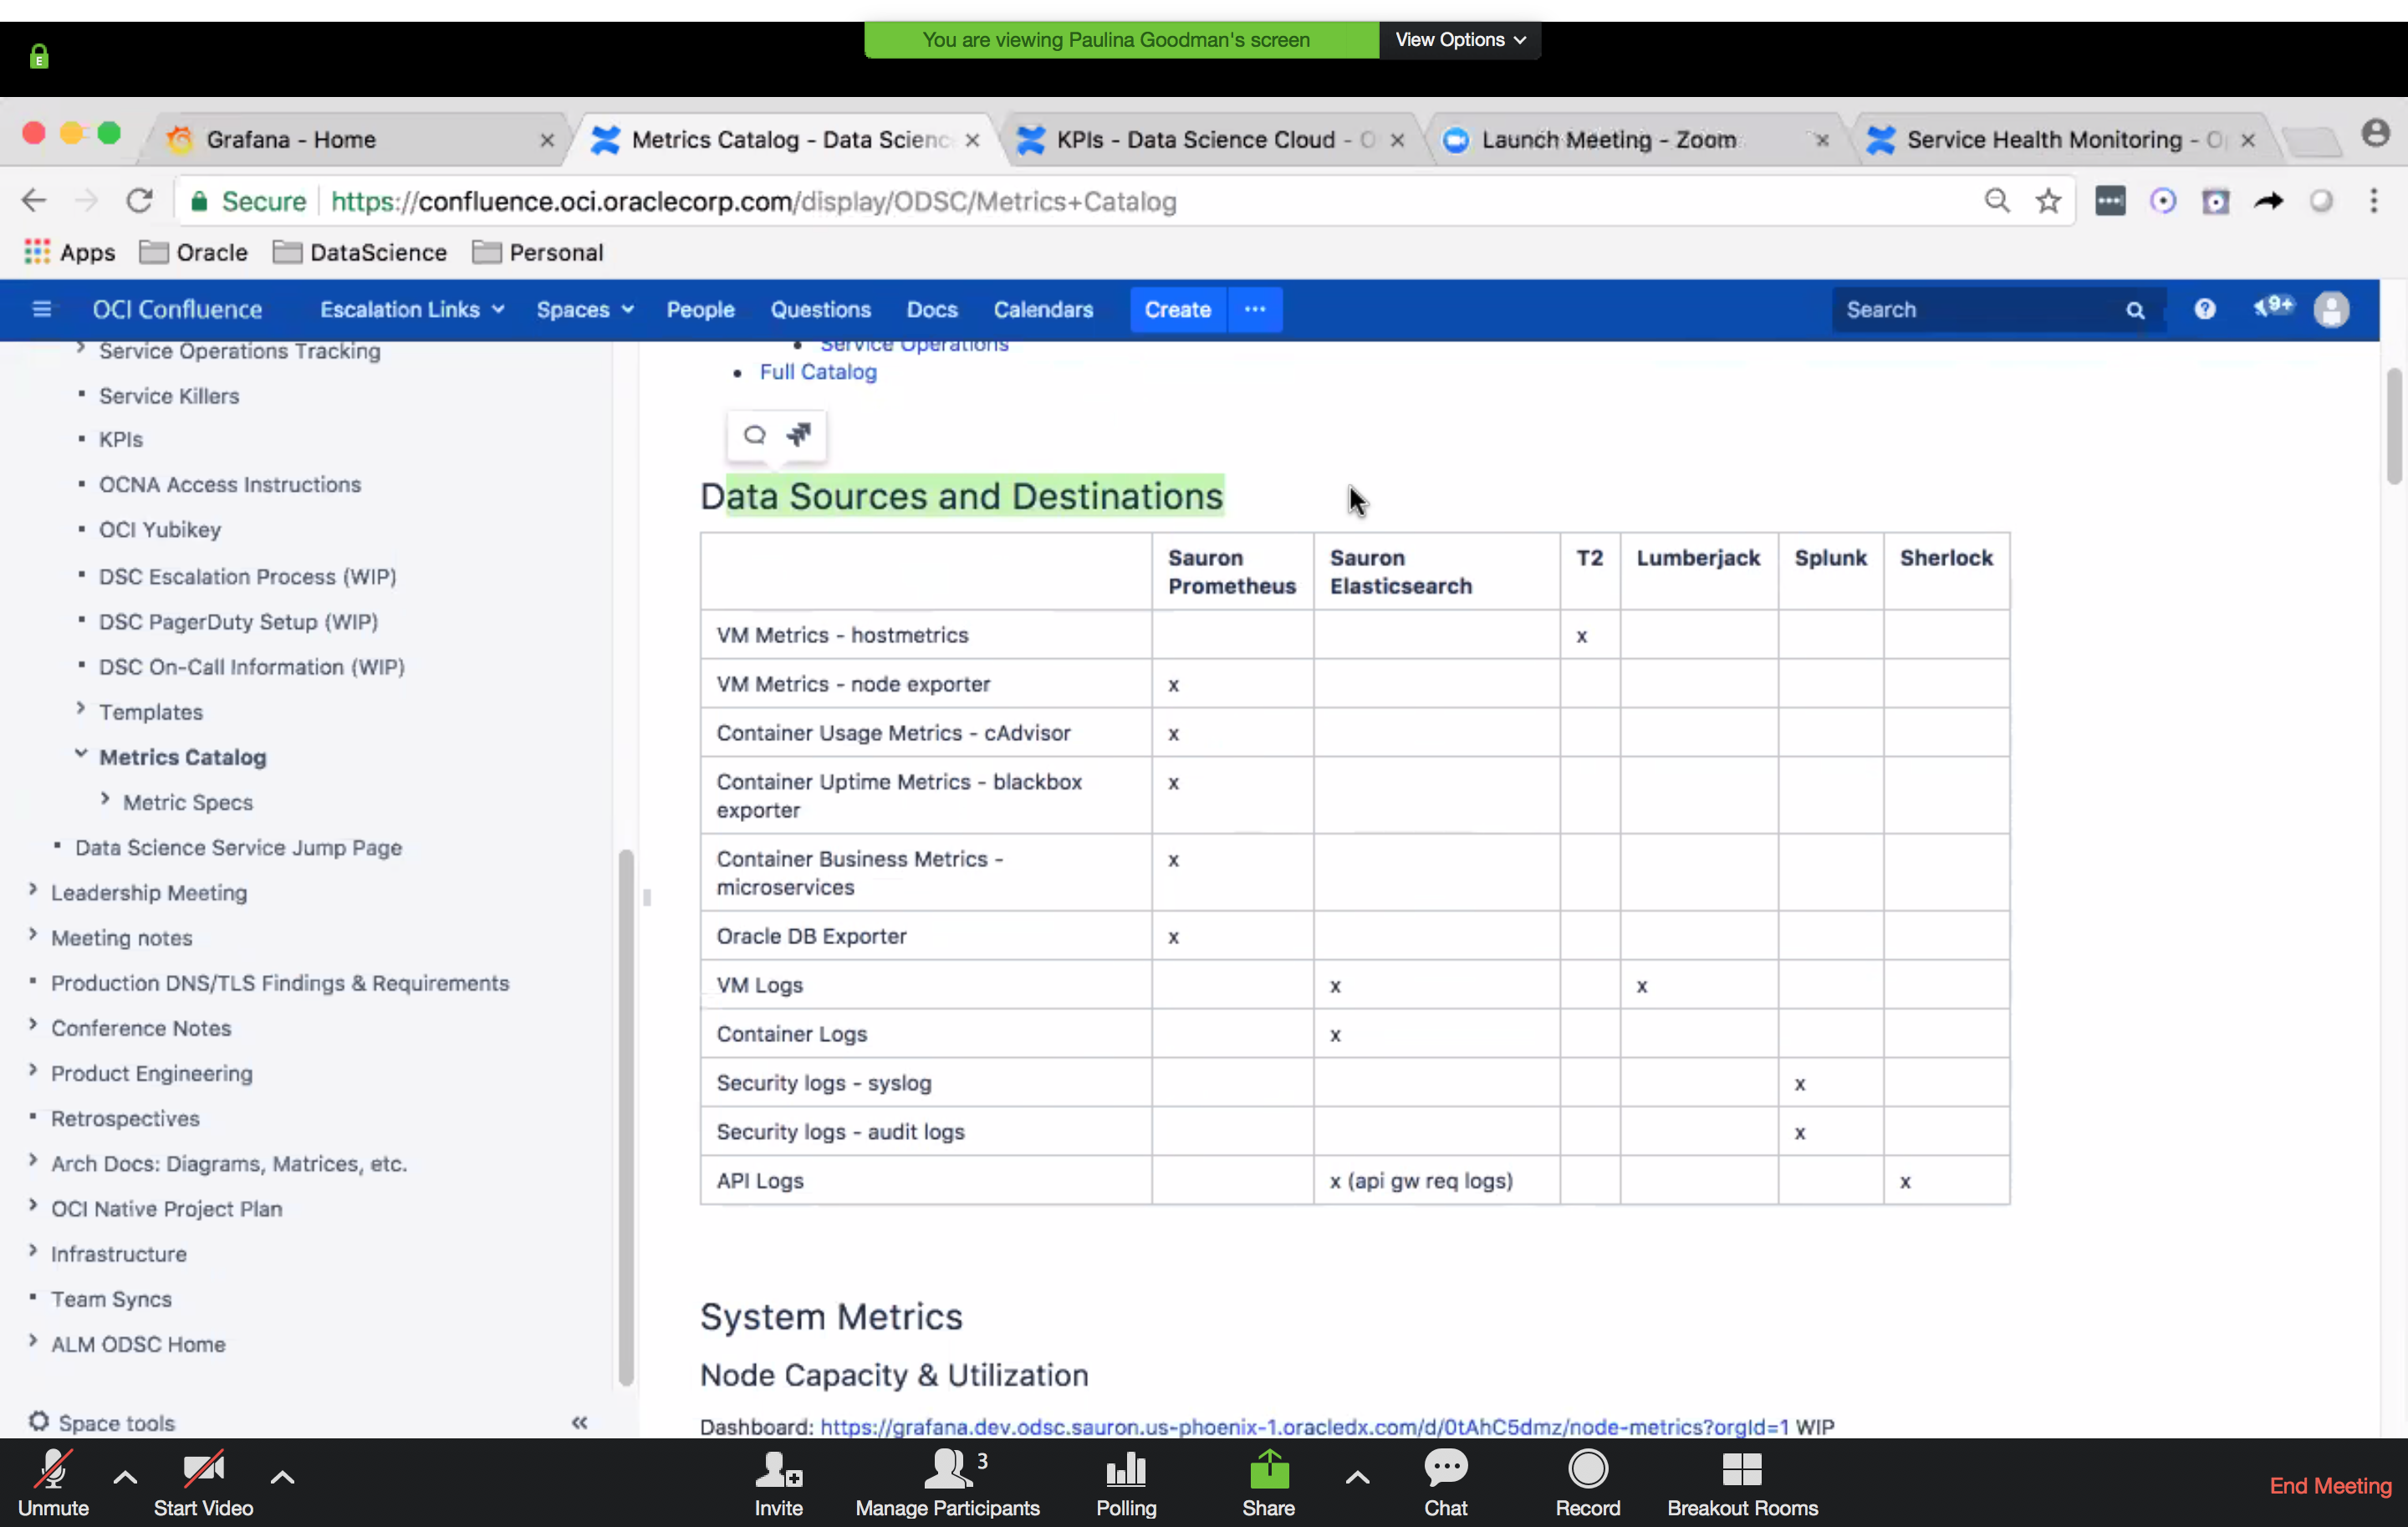 You are viewing Paulina Goodman's screen View Options
E
Grafana - Home
Metrics Catalog - Data Scienc
KPIs - Data Science Cloud - O
Launch Meeting - Zoom
Service Health Monitoring - O
Secure https://confluence.oci.oraclecorp.com/display/ODSC/Metrics+Catalog
Apps Oracle DataScience Personal
OCI Confluence Escalation Links Spaces People Questions Docs Calendars Create ··· Search 9+
Service Operations Tracking
Service Killers
KPIs
OCNA Access Instructions
OCI Yubikey
DSC Escalation Process (WIP)
DSC PagerDuty Setup (WIP)
DSC On-Call Information (WIP)
Templates
Metrics Catalog
Metric Specs
Data Science Service Jump Page
Leadership Meeting
Meeting notes
Production DNS/TLS Findings & Requirements
Conference Notes
Product Engineering
Retrospectives
Arch Docs: Diagrams, Matrices, etc.
OCI Native Project Plan
Infrastructure
Team Syncs
ALM ODSC Home
Space tools
Service Operations
Full Catalog
Data Sources and Destinations
Sauron Prometheus Sauron Elasticsearch T2 Lumberjack Splunk Sherlock
VM Metrics - hostmetrics x
VM Metrics - node exporter x
Container Usage Metrics - cAdvisor x
Container Uptime Metrics - blackbox x
exporter
Container Business Metrics - x
microservices
Oracle DB Exporter x
VM Logs x x
Container Logs x
Security logs - syslog x
Security logs - audit logs x
API Logs x (api gw req logs) x
System Metrics
Node Capacity & Utilization
Dashboard: https://grafana.dev.odsc.sauron.us-phoenix-1.oracledx.com/d/0tAhC5dmz/node-metrics?orgId=1 WIP
Unmute Start Video Invite Manage Participants 3 Polling Share Chat Record Breakout Rooms End Meeting